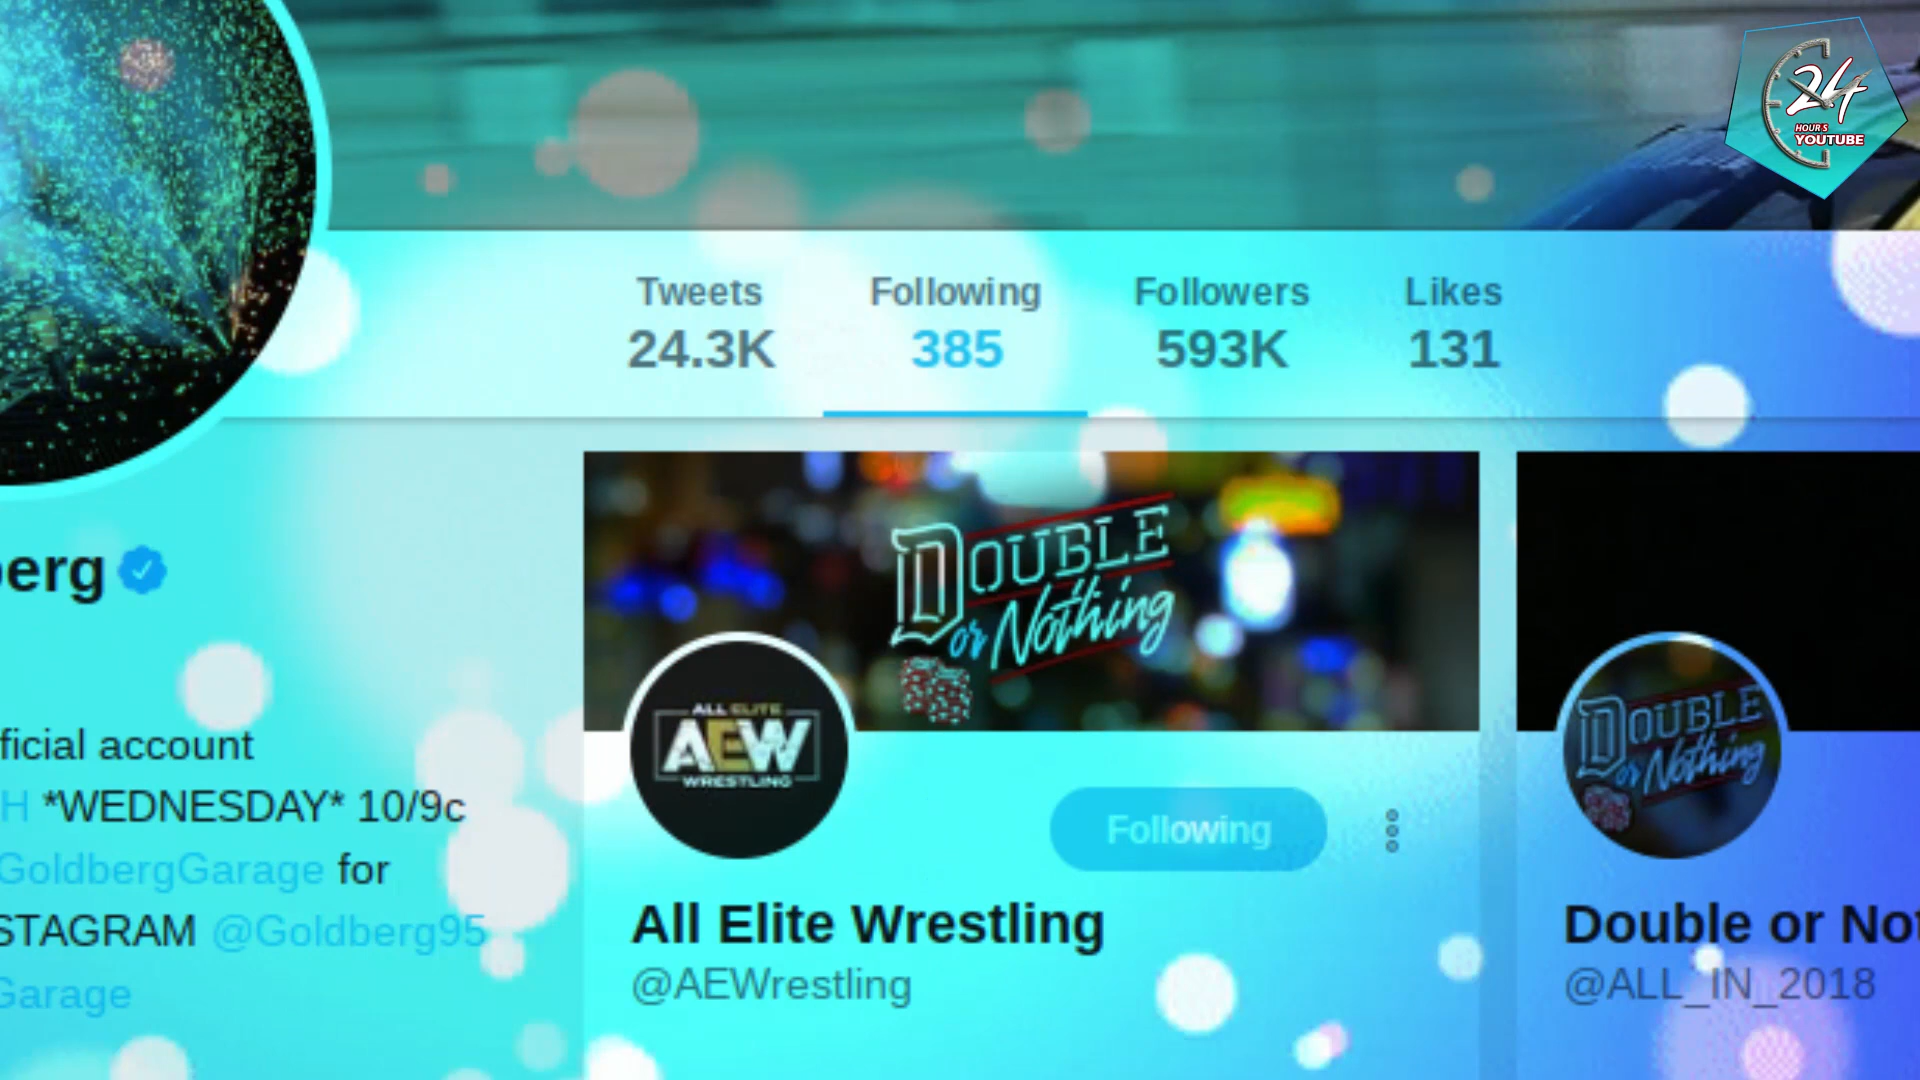 24
HOURS
YOUTUBE
Tweets Following Followers Likes
24.3K 385 593K 131
berg
ficial account
H *WEDNESDAY* 10/9c
GoldbergGarage for
STAGRAM @Goldberg95
Garage
DOUBLE
or Nothing
ALL ELITE
AEW
WRESTLING
Following
All Elite Wrestling
@AEWrestling
DOUBLE
or Nothing
Double or Not
@ALL_IN_2018